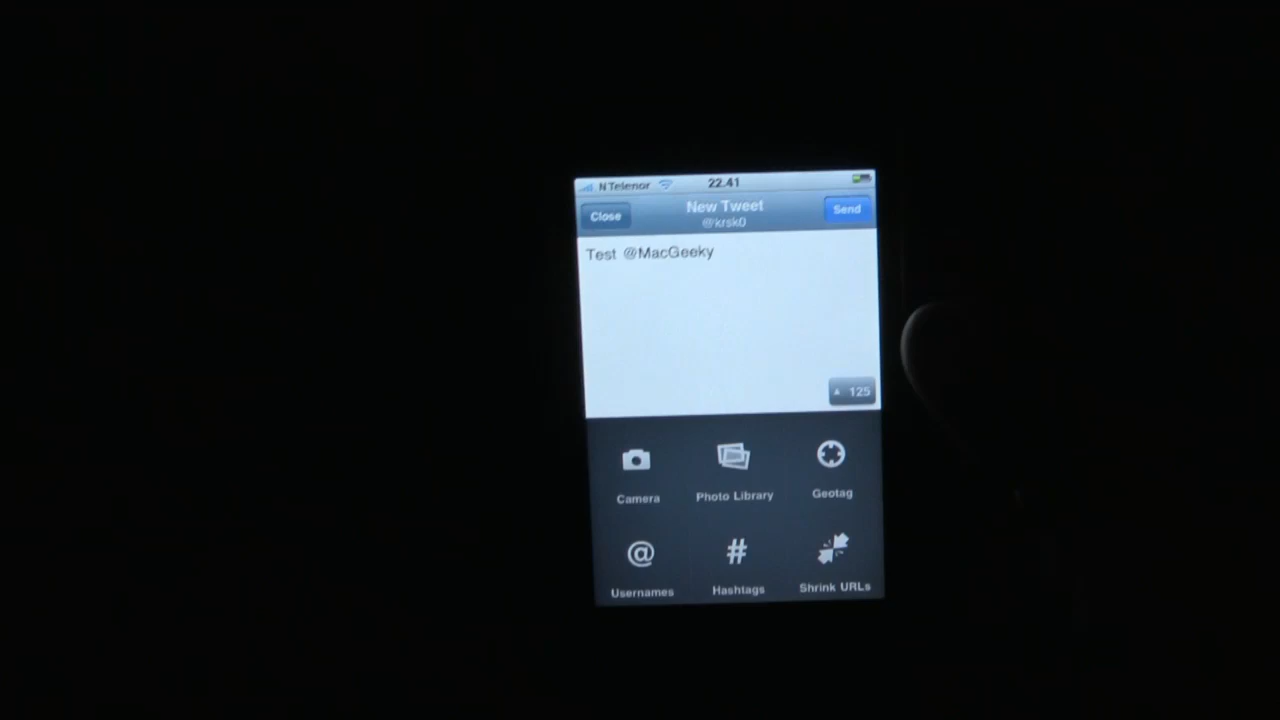 N Telenor 22.41
Close New Tweet Send
@krsk0
Test @MacGeeky
125
Camera Photo Library Geotag
@ #
Usernames Hashtags Shrink URLs